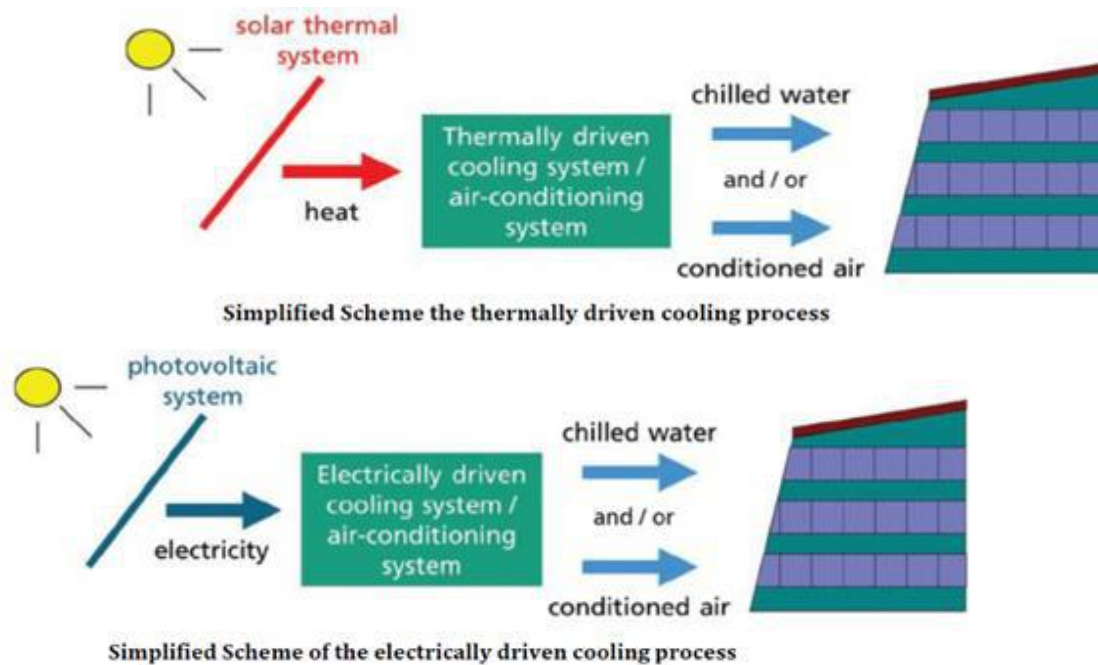 solar thermal
system
heat
Thermally driven
cooling system /
air-conditioning
system
chilled water
and / or
conditioned air
Simplified Scheme the thermally driven cooling process
photovoltaic
system
electricity
Electrically driven
cooling system /
air-conditioning
system
chilled water
and / or
conditioned air
Simplified Scheme of the electrically driven cooling process